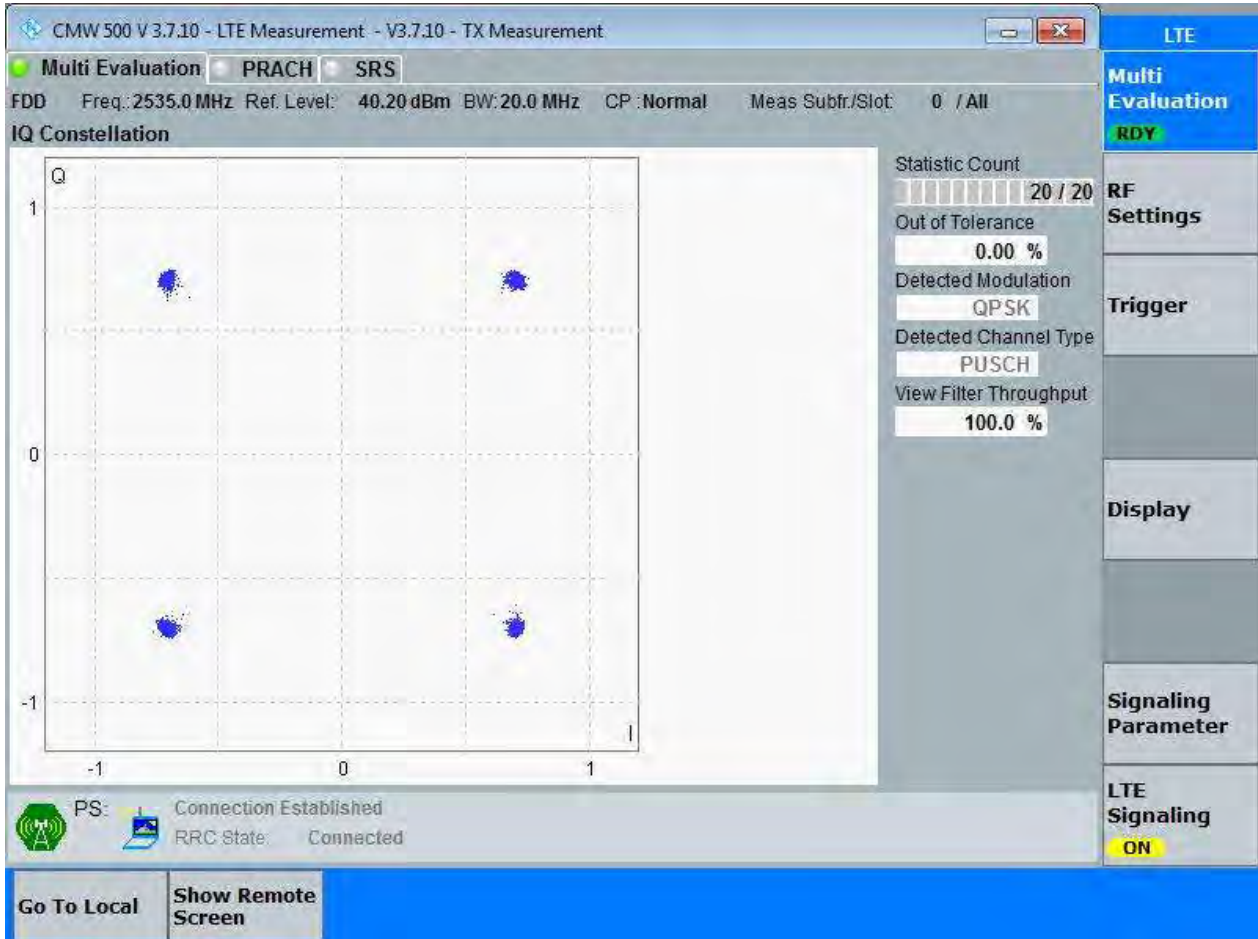 CMW 500 V 3.7.10 - LTE Measurement - V3.7.10 - TX Measurement
LTE
Multi Evaluation PRACH SRS
FDD Freq.: 2535.0 MHz Ref. Level: 40.20 dBm BW: 20.0 MHz CP : Normal Meas Subfr./Slot: 0 / All
IQ Constellation
Q
1
0
-1
I
-1 0 1
Statistic Count
20 / 20
Out of Tolerance
0.00 %
Detected Modulation
QPSK
Detected Channel Type
PUSCH
View Filter Throughput
100.0 %
Multi
Evaluation
RDY
RF
Settings
Trigger
Display
Signaling
Parameter
LTE
Signaling
ON
PS: Connection Established
RRC State: Connected
Go To Local
Show Remote
Screen